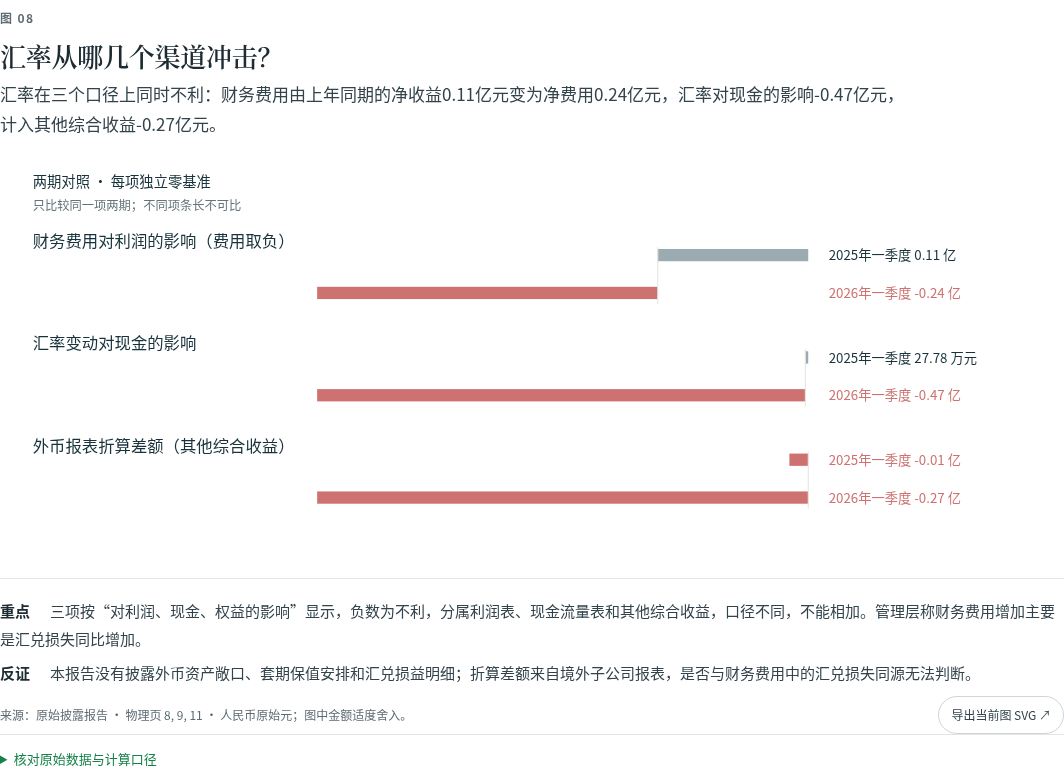 图 08
汇率从哪几个渠道冲击？
汇率在三个口径上同时不利：财务费用由上年同期的净收益0.11亿元变为净费用0.24亿元，汇率对现金的影响-0.47亿元，
计入其他综合收益-0.27亿元。
两期对照 · 每项独立零基准
只比较同一项两期；不同项条长不可比
财务费用对利润的影响（费用取负）
2025年一季度 0.11 亿
2026年一季度 -0.24 亿
汇率变动对现金的影响
2025年一季度 27.78 万元
2026年一季度 -0.47 亿
外币报表折算差额（其他综合收益）
2025年一季度 -0.01 亿
2026年一季度 -0.27 亿
重点 三项按“对利润、现金、权益的影响”显示，负数为不利，分属利润表、现金流量表和其他综合收益，口径不同，不能相加。管理层称财务费用增加主要
是汇兑损失同比增加。
反证 本报告没有披露外币资产敞口、套期保值安排和汇兑损益明细；折算差额来自境外子公司报表，是否与财务费用中的汇兑损失同源无法判断。
来源：原始披露报告 · 物理页 8, 9, 11 · 人民币原始元；图中金额适度舍入。
导出当前图 SVG ↗
▶ 核对原始数据与计算口径